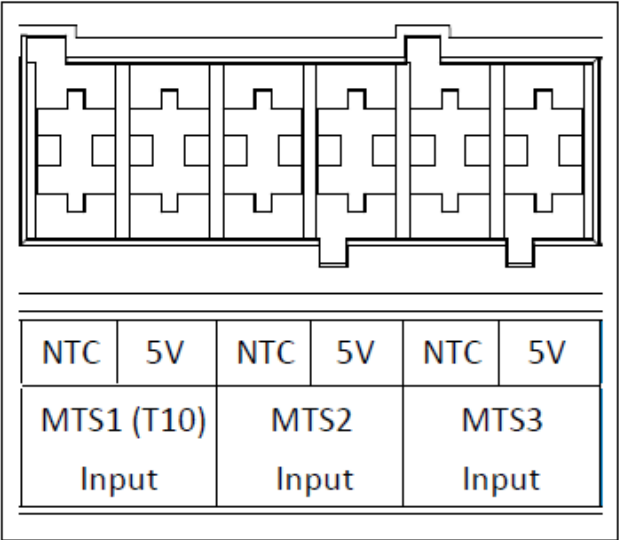 NTC 5V NTC 5V NTC 5V
MTS1 (T10) MTS2 MTS3
Input Input Input